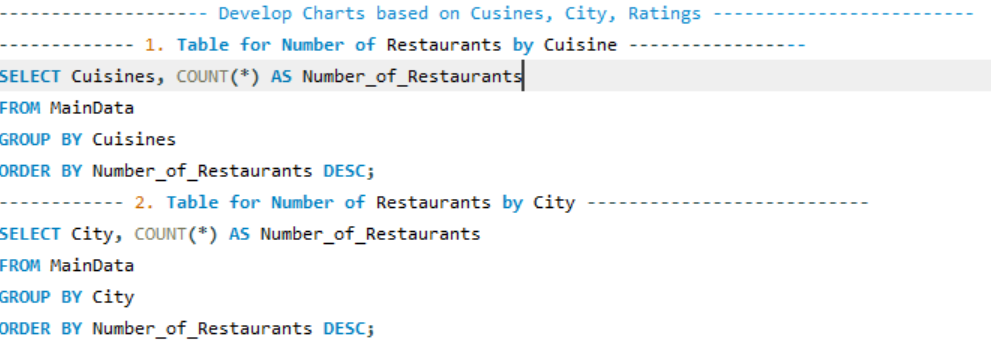 -------------------- Develop Charts based on Cusines, City, Ratings -------------------------
------------- 1. Table for Number of Restaurants by Cuisine -----------------
SELECT Cuisines, COUNT(*) AS Number_of_Restaurants
FROM MainData
GROUP BY Cuisines
ORDER BY Number_of_Restaurants DESC;
------------ 2. Table for Number of Restaurants by City ---------------------------
SELECT City, COUNT(*) AS Number_of_Restaurants
FROM MainData
GROUP BY City
ORDER BY Number_of_Restaurants DESC;